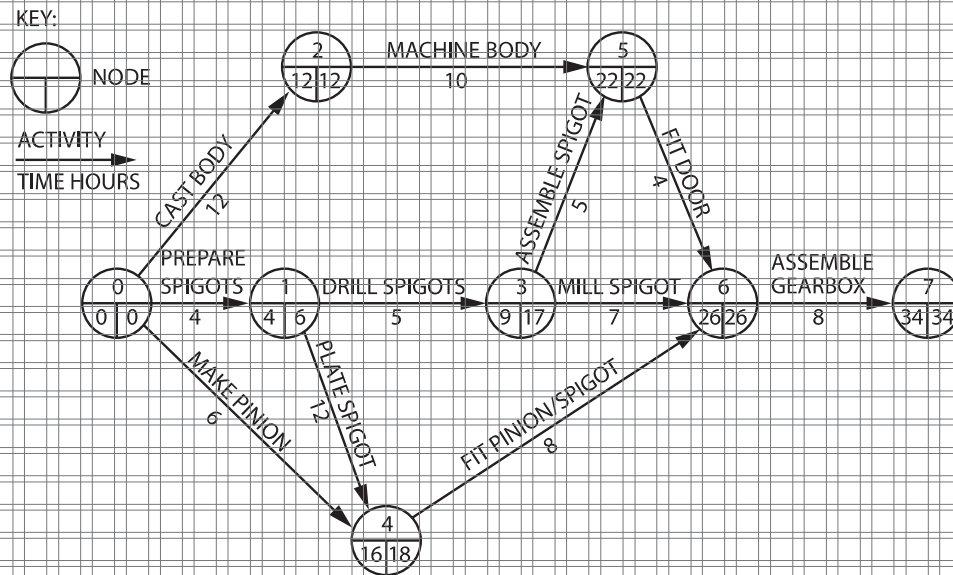 KEY:
NODE
ACTIVITY
TIME HOURS
2
12 12
MACHINE BODY
10
5
22 22
CAST BODY
12
ASSEMBLE SPIGOT
5
FIT DOOR
4
0
0 0
PREPARE
SPIGOTS
4
1
4 6
DRILL SPIGOTS
5
3
9 17
MILL SPIGOT
7
6
26 26
ASSEMBLE
GEARBOX
8
7
34 34
MAKE PINION
6
PLATE SPIGOT
12
FIT PINION/SPIGOT
8
4
16 18